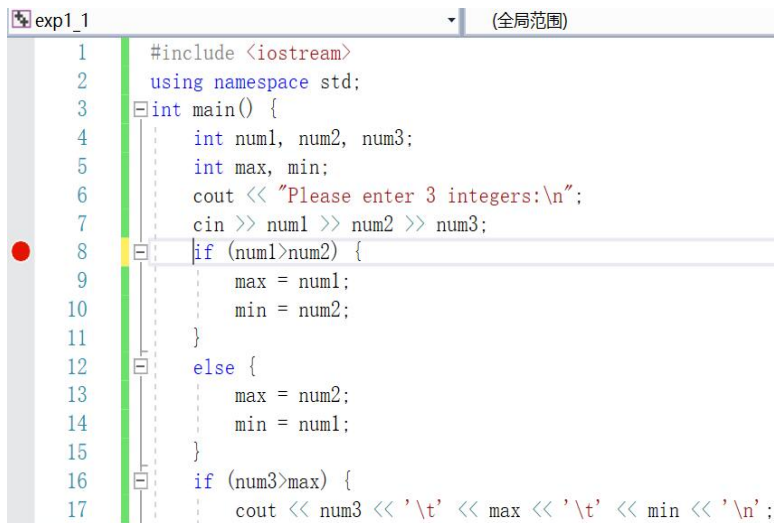 exp1_1 (全局范围)
1 #include <iostream>
2 using namespace std;
3 int main() {
4 int num1, num2, num3;
5 int max, min;
6 cout << "Please enter 3 integers:\n";
7 cin >> num1 >> num2 >> num3;
8 if (num1>num2) {
9 max = num1;
10 min = num2;
11 }
12 else {
13 max = num2;
14 min = num1;
15 }
16 if (num3>max) {
17 cout << num3 << '\t' << max << '\t' << min << '\n';